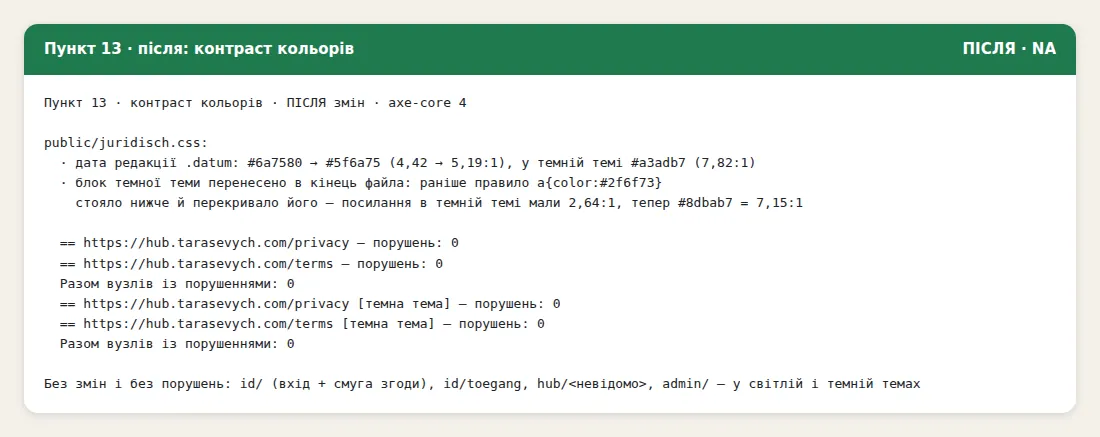 Пункт 13 · після: контраст кольорів
ПІСЛЯ · NA
Пункт 13 · контраст кольорів · ПІСЛЯ змін · axe-core 4
public/juridisch.css:
· дата редакції .datum: #6a7580 → #5f6a75 (4,42 → 5,19:1), у темній темі #a3adb7 (7,82:1)
· блок темної теми перенесено в кінець файла: раніше правило a{color:#2f6f73}
стояло нижче й перекривало його — посилання в темній темі мали 2,64:1, тепер #8dbab7 = 7,15:1
== https://hub.tarasevych.com/privacy — порушень: 0
== https://hub.tarasevych.com/terms — порушень: 0
Разом вузлів із порушеннями: 0
== https://hub.tarasevych.com/privacy [темна тема] — порушень: 0
== https://hub.tarasevych.com/terms [темна тема] — порушень: 0
Разом вузлів із порушеннями: 0
Без змін і без порушень: id/ (вхід + смуга згоди), id/toegang, hub/<невідомо>, admin/ — у світлій і темній темах